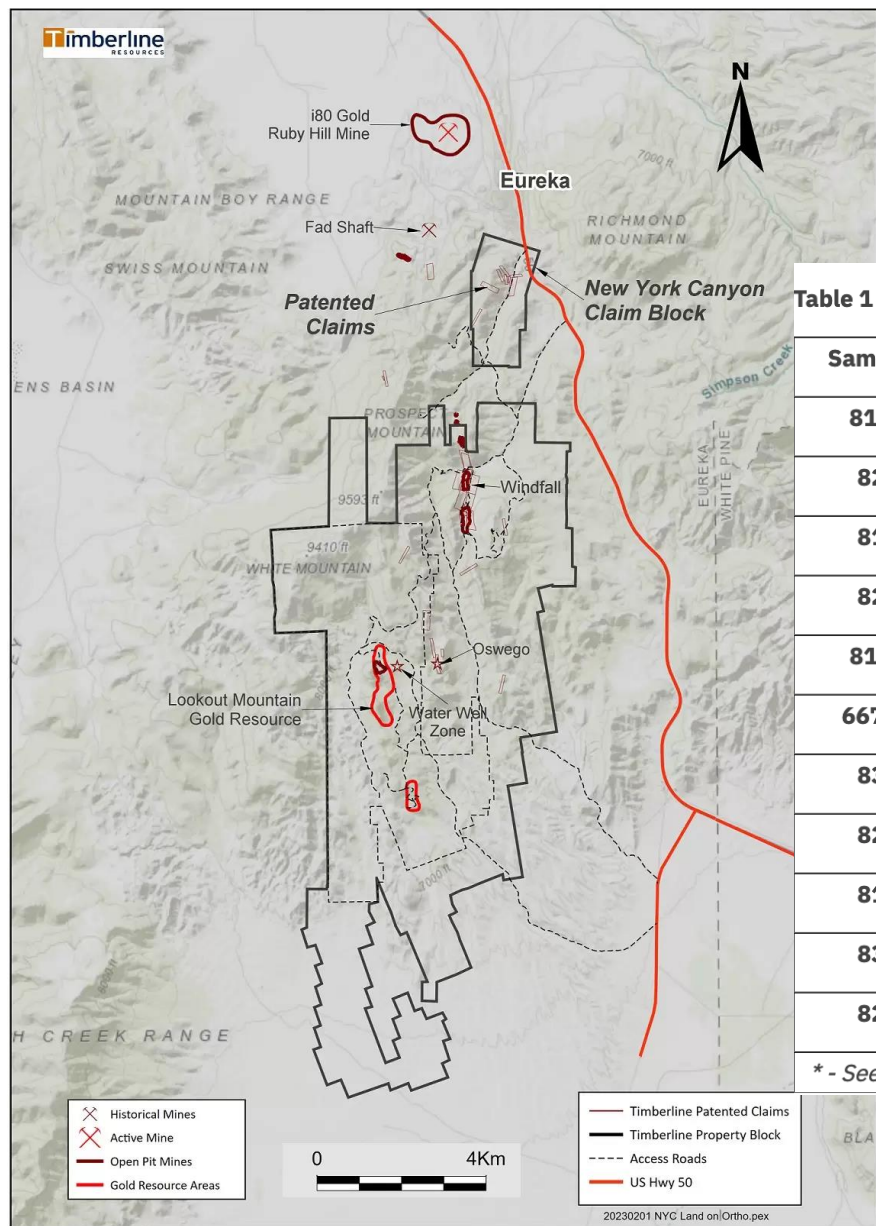 Timberline
RESOURCES
N
i80 Gold
Ruby Hill Mine
7000 ft
Eureka
MOUNTAIN BOY RANGE
RICHMOND
MOUNTAIN
Fad Shaft
SWISS MOUNTAIN
Patented
Claims
New York Canyon
Claim Block
Table 1
Sam
ENS BASIN
Simpson Creek
81
PROSPECT
MOUNTAIN
82
EUREKA
WHITE PINE
Windfall
9593 ft
81
9410 ft
WHITE MOUNTAIN
82
Oswego
81
Lookout Mountain
Gold Resource
Water Well
Zone
667
83
82
7000 ft
81
83
82
H CREEK RANGE
* - See
Historical Mines
Active Mine
Open Pit Mines
Gold Resource Areas
0
4Km
Timberline Patented Claims
Timberline Property Block
Access Roads
US Hwy 50
BLA
20230201 NYC Land on Ortho.pex